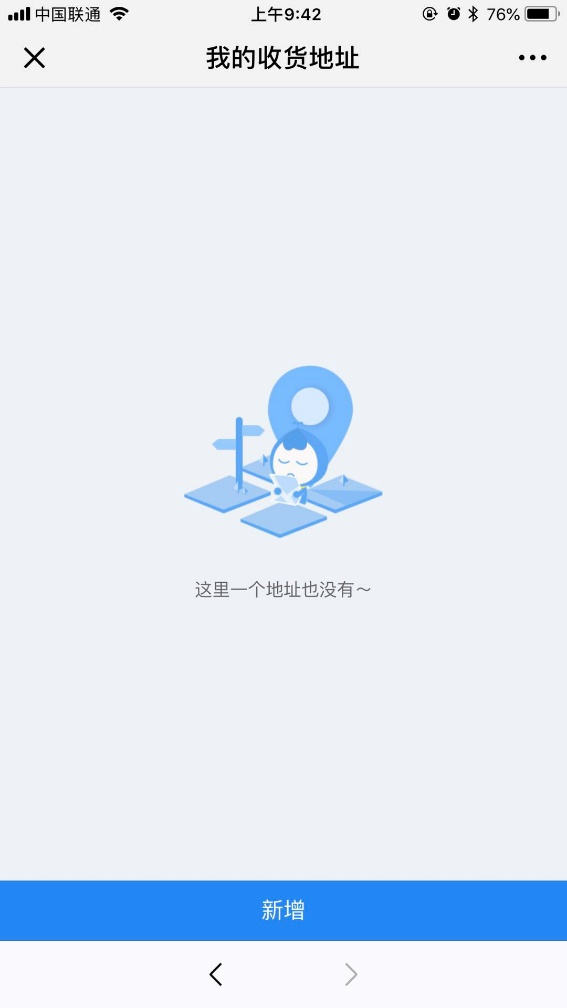 中国联通
上午9:42
76%
我的收货地址
这里一个地址也没有～
新增